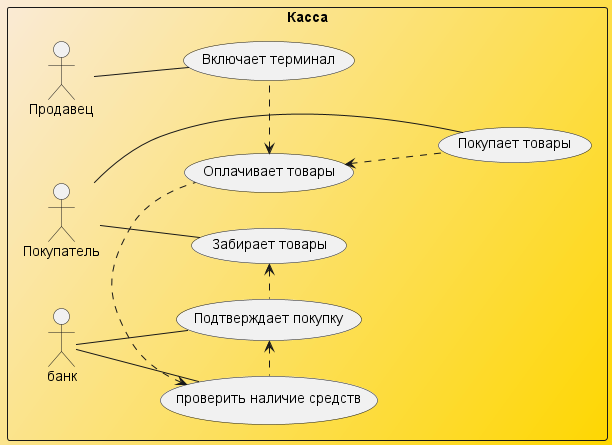 Касса
Включает терминал
Продавец
Покупает товары
Оплачивает товары
Забирает товары
Покупатель
Подтверждает покупку
банк
проверить наличие средств